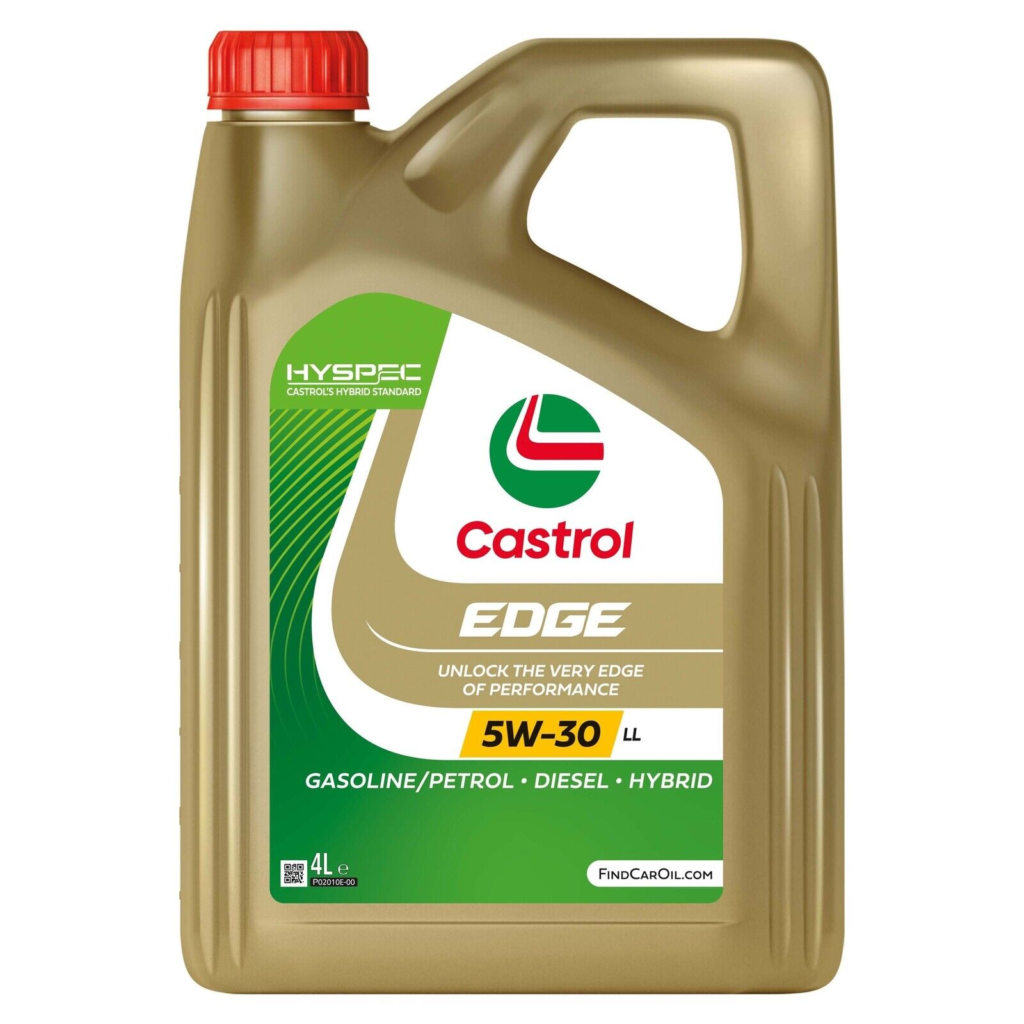 HYSPEC
CASTROL'S HYBRID STANDARD
Castrol
EDGE
UNLOCK THE VERY EDGE
OF PERFORMANCE
5W-30 LL
GASOLINE/PETROL • DIESEL • HYBRID
4L e
P02010E-00
FINDCAROIL.COM